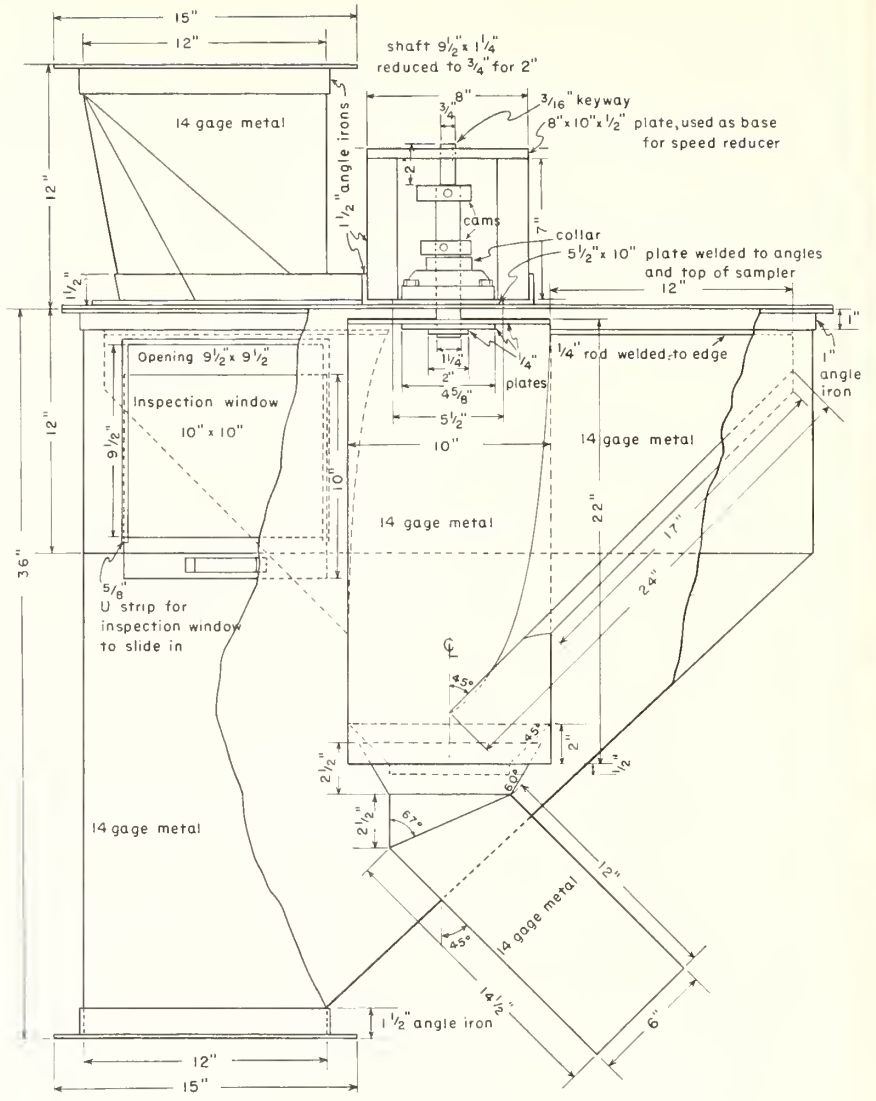 15"
12"
shaft 9 1/2" x 1 1/4"
reduced to 3/4" for 2"
8"
3/4"
3/16" keyway
8" x 10" x 1/2" plate, used as base
for speed reducer
14 gage metal
1 1/2" angle irons
12"
2"
7"
cams
collar
5 1/2" x 10" plate welded to angles
and top of sampler
12"
1 1/2"
1"
Opening 9 1/2" x 9 1/2"
1 1/4"
1/4"
plates
2"
4 5/8"
5 1/2"
1/4" rod welded to edge
1"
angle
iron
Inspection window
10" x 10"
12"
9 1/2"
10"
10"
14 gage metal
14 gage metal
22"
17"
24"
36"
5/8"
U strip for
inspection window
to slide in
CL
45°
45°
2"
1/2"
2 1/2"
60°
2 1/2"
67°
14 gage metal
12"
14 gage metal
45°
14 1/2"
6"
1 1/2" angle iron
12"
15"